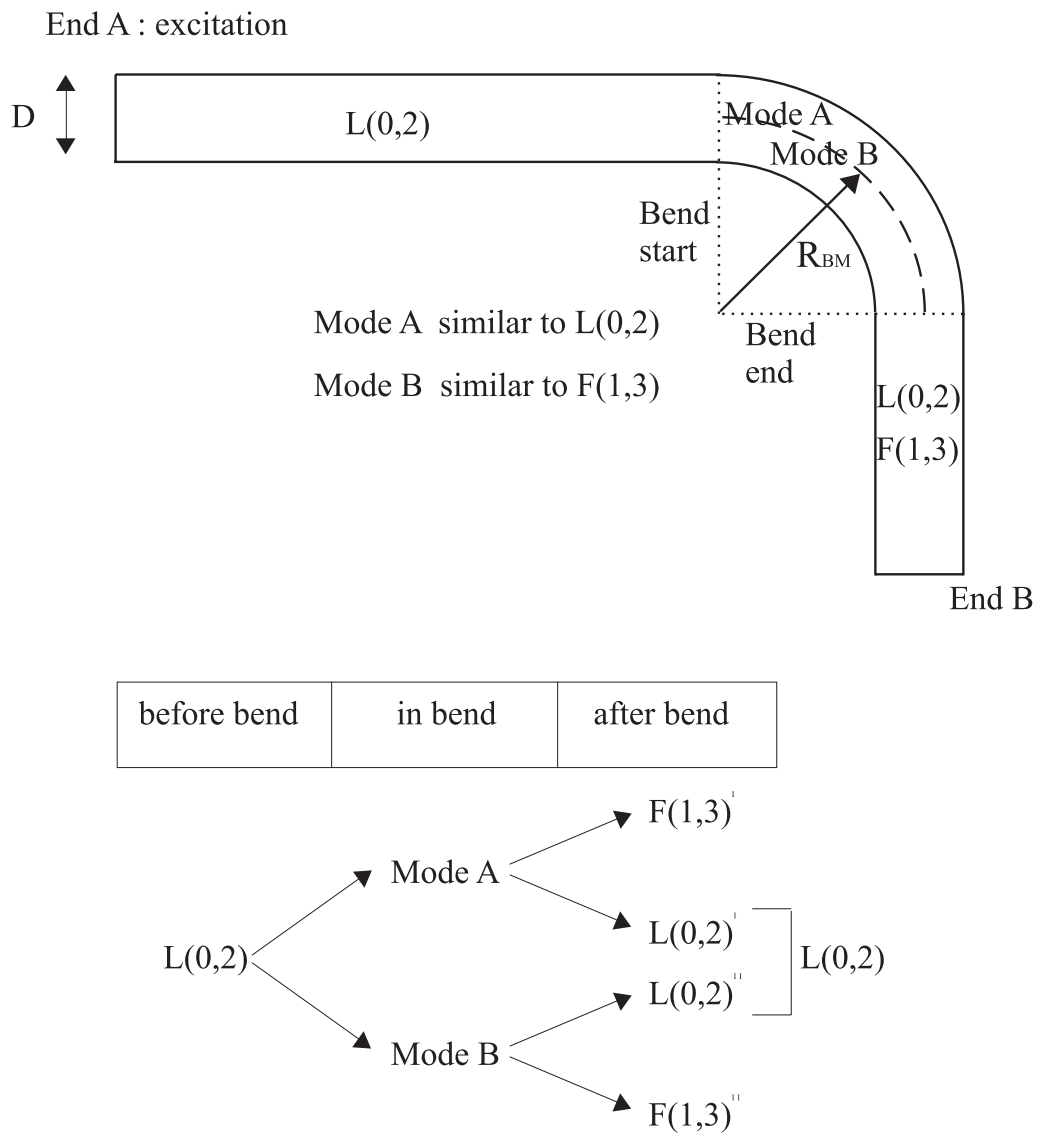 End A : excitation
D
L(0,2)
Mode A
Mode B
Bend
start
RBM
Mode A similar to L(0,2)
Bend
end
Mode B similar to F(1,3)
L(0,2)
F(1,3)
End B
before bend in bend after bend
F(1,3)'
Mode A
L(0,2)'
L(0,2)
L(0,2)''
L(0,2)
Mode B
F(1,3)''